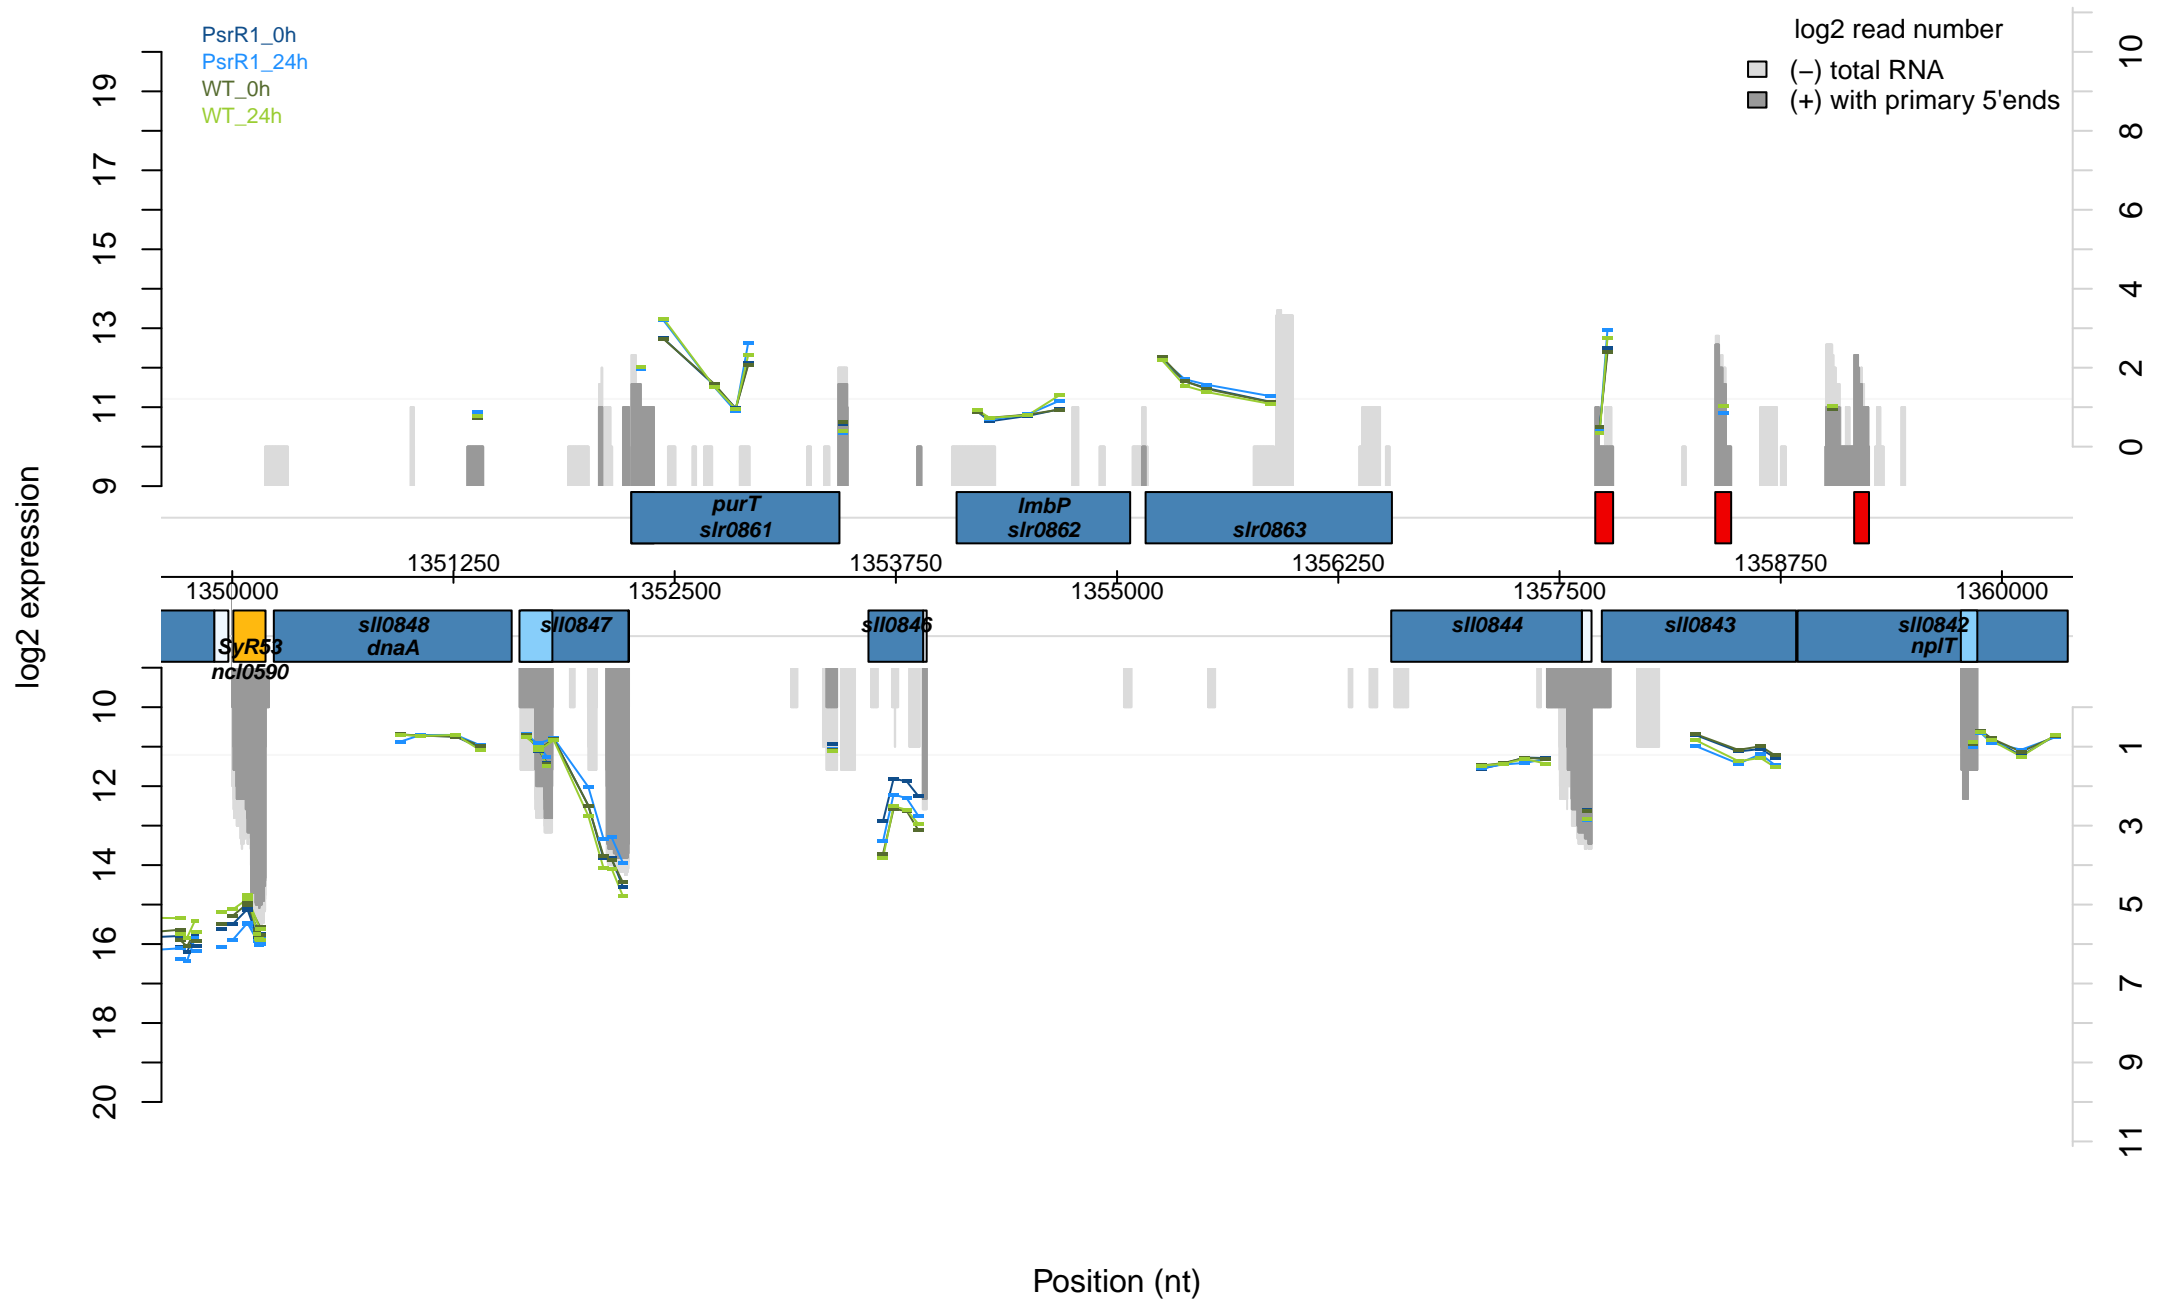 PsrR1_0h
PsrR1_24h
WT_0h
WT_24h
log2 read number
(−) total RNA
(+) with primary 5'ends
19
17
15
13
11
9
10
8
6
4
2
0
log2 expression
purT
slr0861
lmbP
slr0862
slr0863
1351250
1353750
1356250
1358750
1350000
1352500
1355000
1357500
1360000
SyR53
ncl0590
sll0848
dnaA
sll0847
sll0846
sll0844
sll0843
sll0842
nplT
10
12
14
16
18
20
1
3
5
7
9
11
Position (nt)